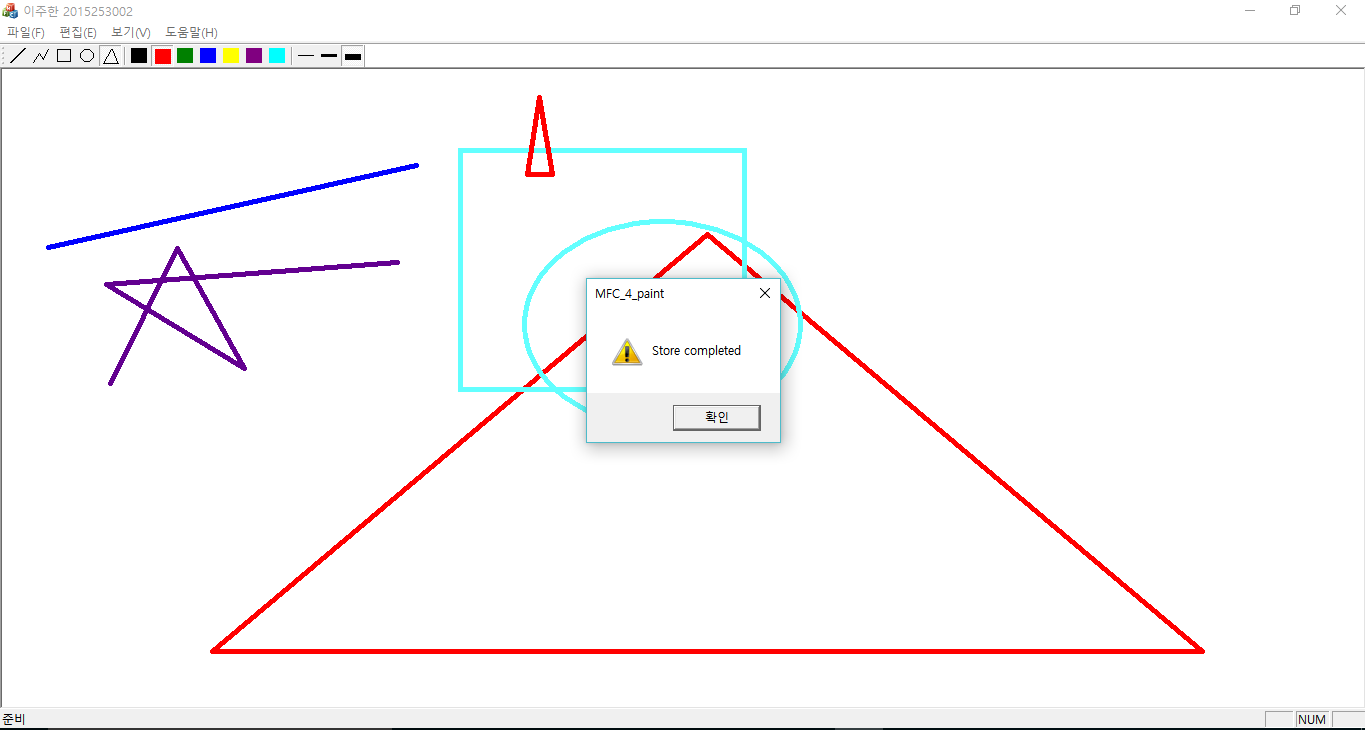 이주한 2015253002
파일(F) 편집(E) 보기(V) 도움말(H)
MFC_4_paint
Store completed
확인
준비
NUM